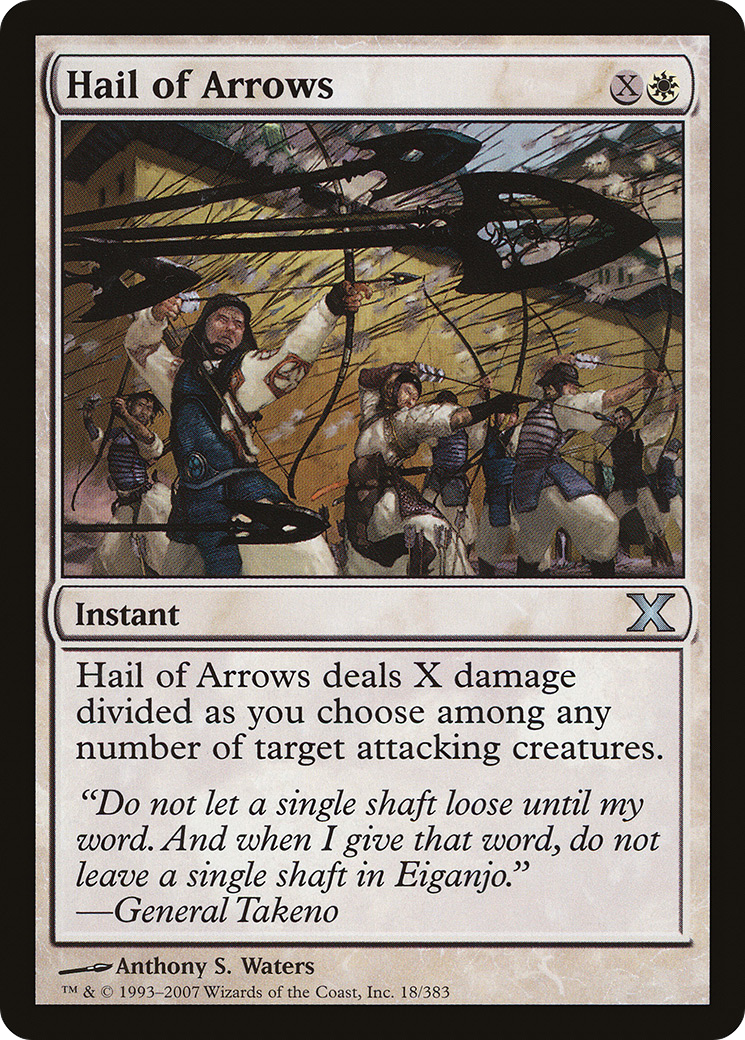 Hail of Arrows X
Instant
Hail of Arrows deals X damage
divided as you choose among any
number of target attacking creatures.
“Do not let a single shaft loose until my
word. And when I give that word, do not
leave a single shaft in Eiganjo.”
—General Takeno
Anthony S. Waters
™ & © 1993–2007 Wizards of the Coast, Inc. 18/383